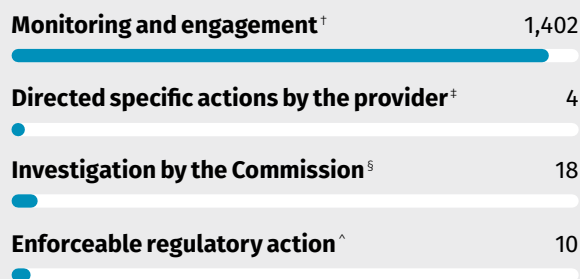 Monitoring and engagement† 1,402
Directed specific actions by the provider‡ 4
Investigation by the Commission§ 18
Enforceable regulatory action^ 10